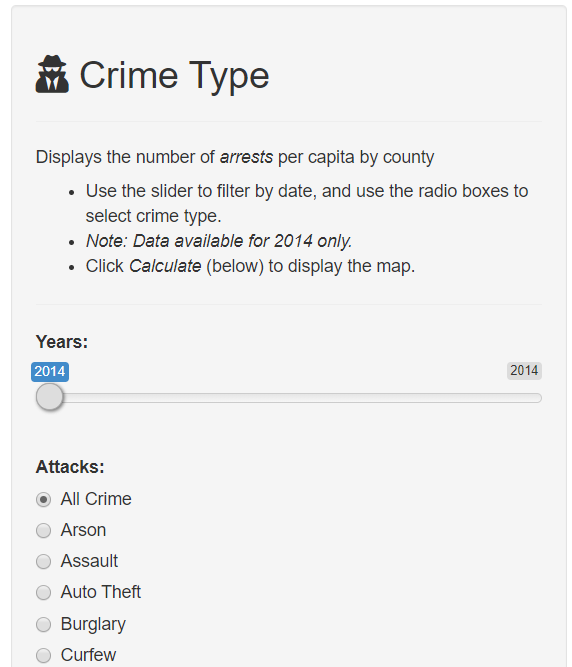 Crime Type
Displays the number of arrests per capita by county
Use the slider to filter by date, and use the radio boxes to
select crime type.
Note: Data available for 2014 only.
Click Calculate (below) to display the map.
Years:
2014 2014
Attacks:
All Crime
Arson
Assault
Auto Theft
Burglary
Curfew